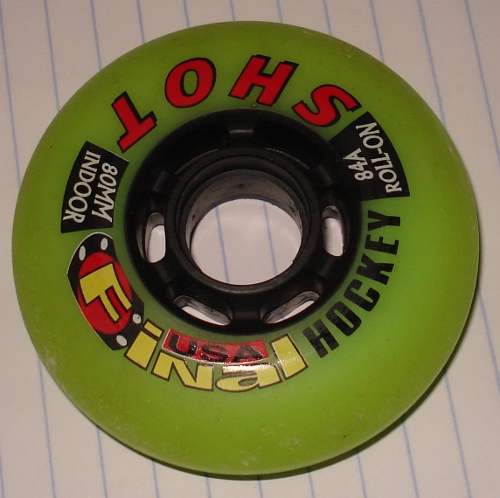 Final
USA
HOCKEY
SHOT
80MM
INDOOR
84A
ROLL-ON